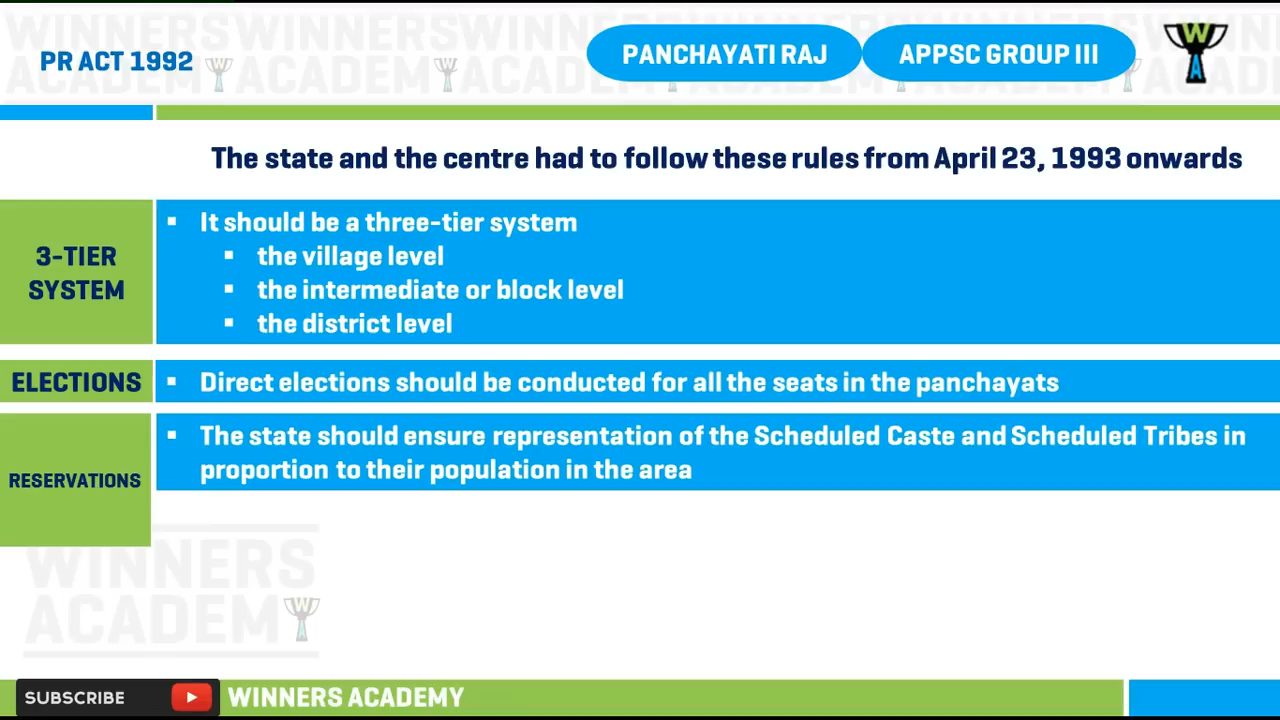 PR ACT 1992
PANCHAYATI RAJ
APPSC GROUP III
The state and the centre had to follow these rules from April 23, 1993 onwards
3-TIER
SYSTEM
▪ It should be a three-tier system
▪ the village level
▪ the intermediate or block level
▪ the district level
ELECTIONS
▪ Direct elections should be conducted for all the seats in the panchayats
RESERVATIONS
▪ The state should ensure representation of the Scheduled Caste and Scheduled Tribes in
proportion to their population in the area
WINNERS
ACADEMY
SUBSCRIBE
WINNERS ACADEMY